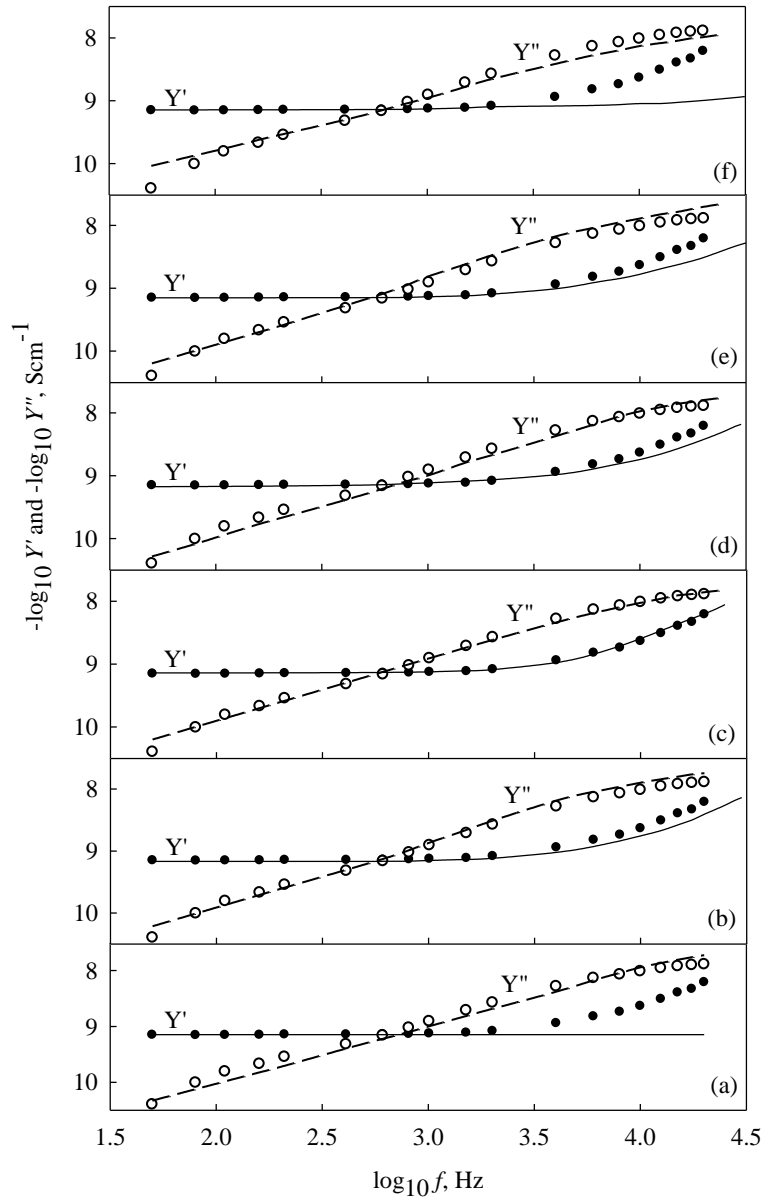 8
9
10
Y'
Y"
(f)
8
9
10
Y'
Y"
(e)
8
9
10
Y'
Y"
(d)
8
9
10
Y'
Y"
(c)
8
9
10
Y'
Y"
(b)
8
9
10
Y'
Y"
(a)
-log10 Y' and -log10 Y", Scm-1
1.5 2.0 2.5 3.0 3.5 4.0 4.5
log10 f, Hz